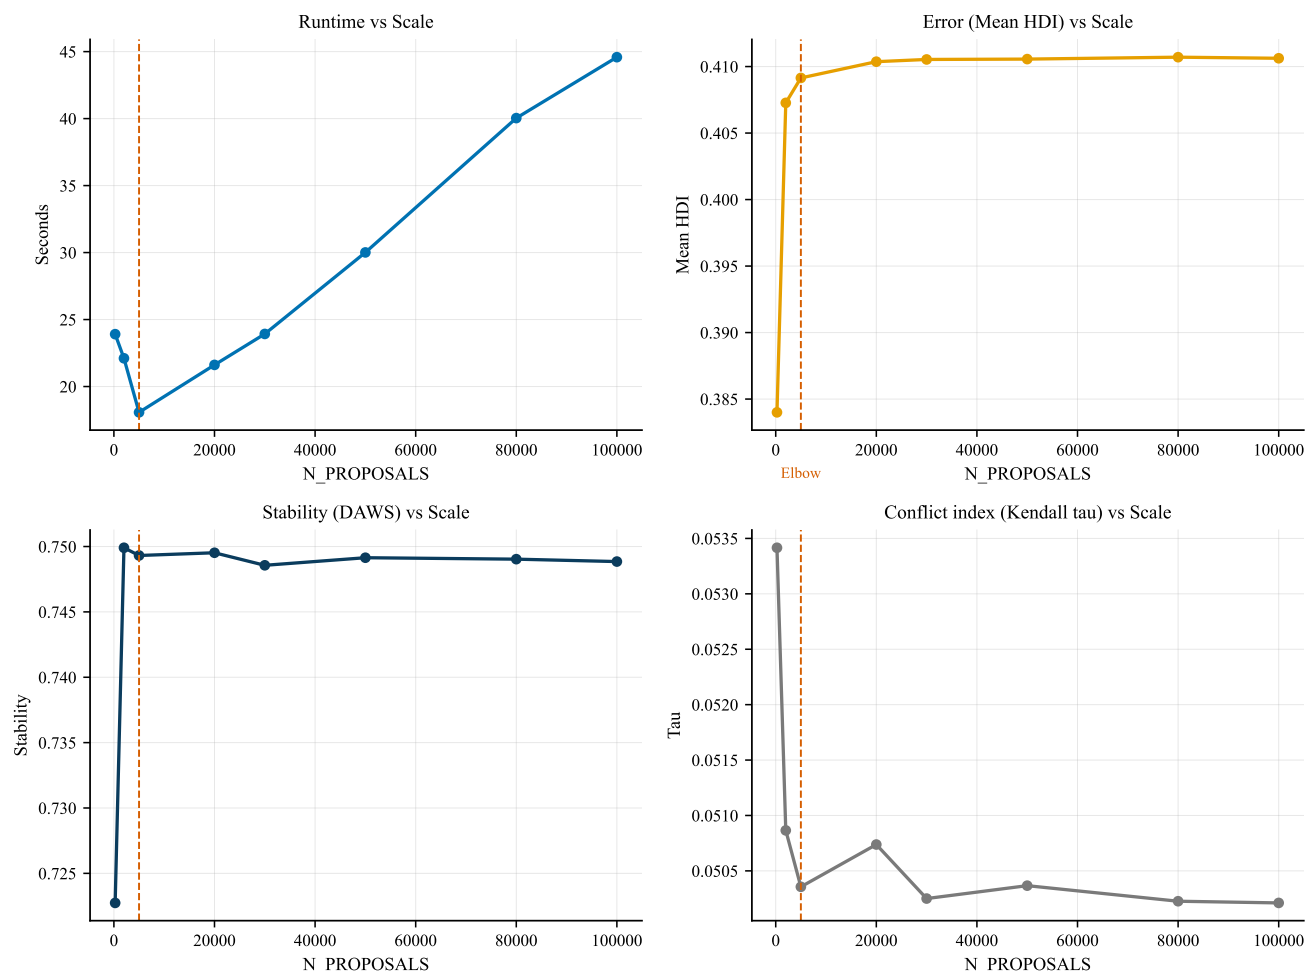 Runtime vs Scale
Seconds
45
40
35
30
25
20
0 20000 40000 60000 80000 100000
N_PROPOSALS
Error (Mean HDI) vs Scale
Mean HDI
0.410
0.405
0.400
0.395
0.390
0.385
0 20000 40000 60000 80000 100000
Elbow
N_PROPOSALS
Stability (DAWS) vs Scale
Stability
0.750
0.745
0.740
0.735
0.730
0.725
0 20000 40000 60000 80000 100000
N_PROPOSALS
Conflict index (Kendall tau) vs Scale
Tau
0.0535
0.0530
0.0525
0.0520
0.0515
0.0510
0.0505
0 20000 40000 60000 80000 100000
N_PROPOSALS